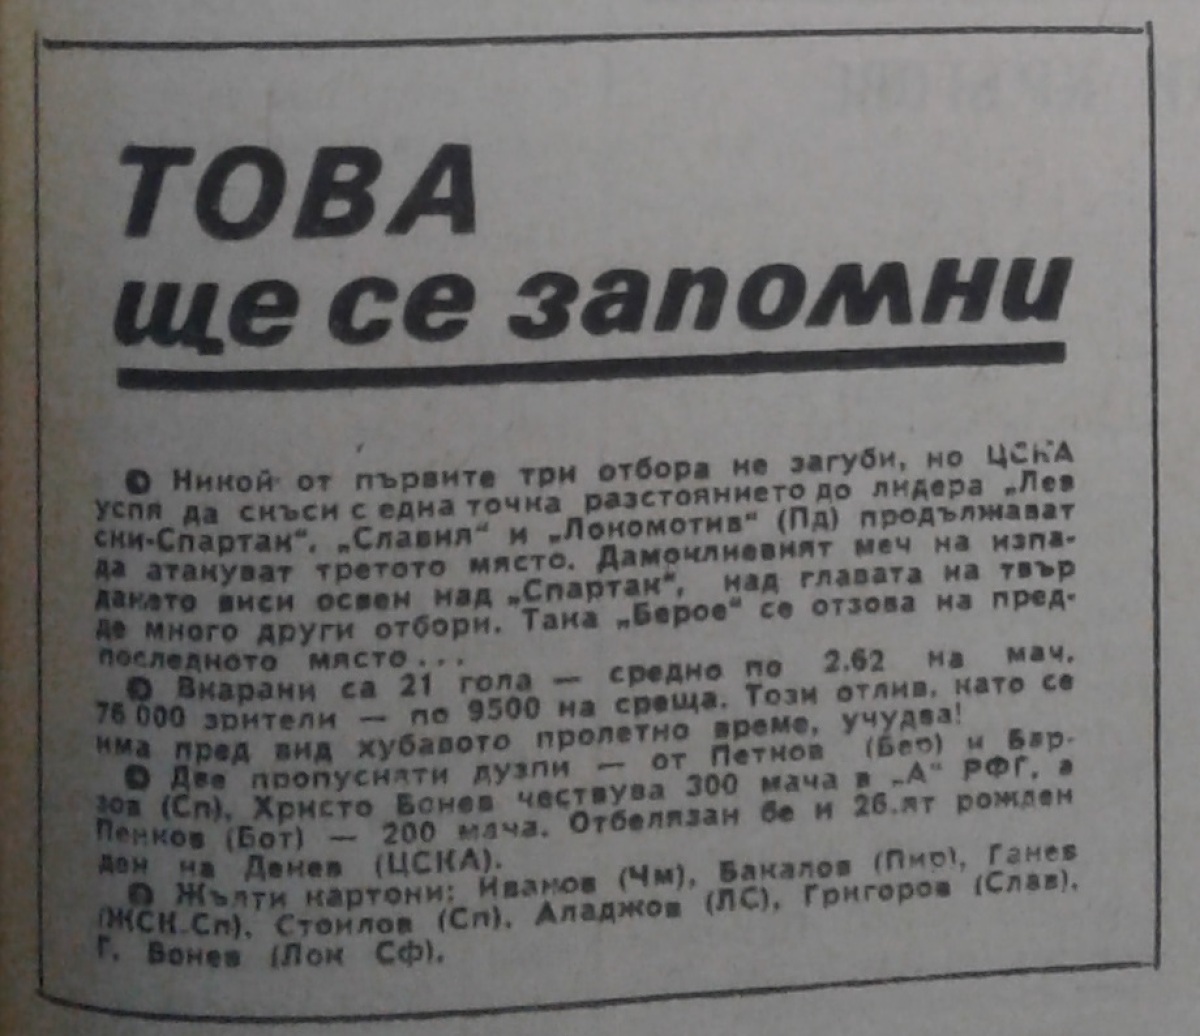 ТОВА
ще се запомни
Никой от първите три отбора не загуби, но ЦСКА
успя да скъси с една точка разстоянието до лидера „Лев
ски-Спартак“. „Славия“ и „Локомотив“ (Пд) продължават
да атакуват третото място. Дамоклиевият меч на изпа-
дането виси освен над „Спартак“, над главата на твър
де много други отбори. Така „Берое“ се отзова на пред-
последното място...
Вкарани са 21 гола — средно по 2.62 на мач.
76 000 зрители — по 9500 на среща. Този отлив, като се
има пред вид хубавото пролетно време, учудва!
Две пропуснати дузпи — от Петков (Бер) и Вар-
зов (Сп). Христо Бонев чествува 300 мача в „А“ РФГ, а
Пенков (Бот) — 200 мача. Отбелязан бе и 26.ят рожден
ден на Денев (ЦСКА).
Жълти картони: Иванов (Чм), Бакалов (Пир), Ганев
(ЖСК-Сп), Стоилов (Сп), Аладжов (ЛС), Григоров (Слав),
Г. Бонев (Лок Сф).